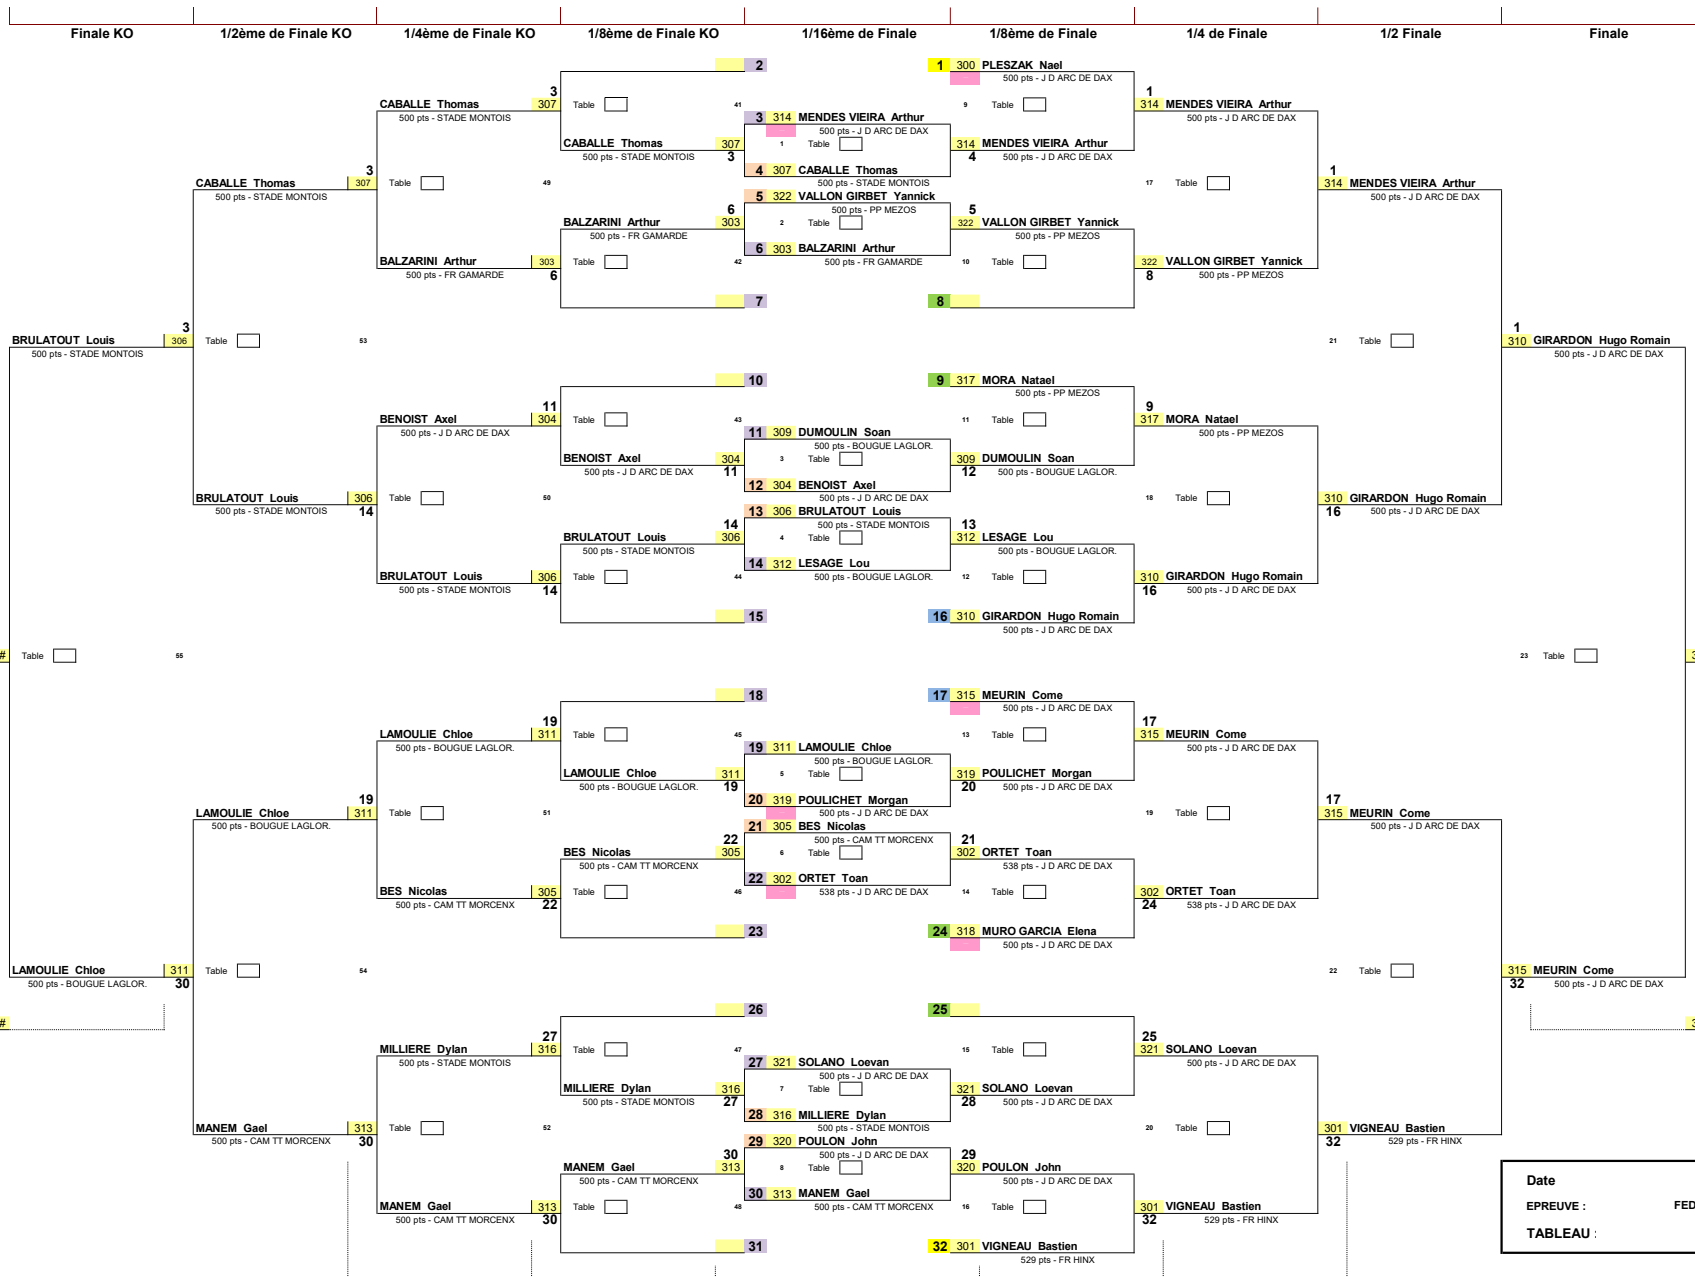 Finale KO 1/2ème de Finale KO 1/4ème de Finale KO 1/8ème de Finale KO 1/16ème de Finale 1/8ème de Finale 1/4 de Finale 1/2 Finale Finale
2 1 300 PLESZAK Nael
500 pts - J D ARC DE DAX
3 1
CABALLE Thomas 307 Table 41 9 Table 314 MENDES VIEIRA Arthur
500 pts - STADE MONTOIS 3 314 MENDES VIEIRA Arthur 500 pts - J D ARC DE DAX
500 pts - J D ARC DE DAX
CABALLE Thomas 307 1 Table 314 MENDES VIEIRA Arthur
500 pts - STADE MONTOIS 3 4 500 pts - J D ARC DE DAX
3 4 307 CABALLE Thomas 1
CABALLE Thomas 307 Table 49 500 pts - STADE MONTOIS 17 Table 314 MENDES VIEIRA Arthur
500 pts - STADE MONTOIS 5 322 VALLON GIRBET Yannick 500 pts - J D ARC DE DAX
6 500 pts - PP MEZOS 5
BALZARINI Arthur 303 2 Table 322 VALLON GIRBET Yannick
500 pts - FR GAMARDE 500 pts - PP MEZOS
6 303 BALZARINI Arthur
BALZARINI Arthur 303 Table 42 500 pts - FR GAMARDE 10 Table 322 VALLON GIRBET Yannick
500 pts - FR GAMARDE 6 8 500 pts - PP MEZOS
7 8
3 1
BRULATOUT Louis 306 Table 53 21 Table 310 GIRARDON Hugo Romain
500 pts - STADE MONTOIS 500 pts - J D ARC DE DAX
10 9 317 MORA Natael
500 pts - PP MEZOS
11 9
BENOIST Axel 304 Table 43 11 Table 317 MORA Natael
500 pts - J D ARC DE DAX 11 309 DUMOULIN Soan 500 pts - PP MEZOS
500 pts - BOUGUE LAGLOR.
BENOIST Axel 304 3 Table 309 DUMOULIN Soan
500 pts - J D ARC DE DAX 11 12 500 pts - BOUGUE LAGLOR.
12 304 BENOIST Axel
BRULATOUT Louis 306 Table 50 500 pts - J D ARC DE DAX 18 Table 310 GIRARDON Hugo Romain
500 pts - STADE MONTOIS 14 13 306 BRULATOUT Louis 16 500 pts - J D ARC DE DAX
14 500 pts - STADE MONTOIS 13
BRULATOUT Louis 306 4 Table 312 LESAGE Lou
500 pts - STADE MONTOIS 500 pts - BOUGUE LAGLOR.
14 312 LESAGE Lou
BRULATOUT Louis 306 Table 44 500 pts - BOUGUE LAGLOR. 12 Table 310 GIRARDON Hugo Romain
500 pts - STADE MONTOIS 14 16 500 pts - J D ARC DE DAX
15 16 310 GIRARDON Hugo Romain
500 pts - J D ARC DE DAX
# Table 55 23 Table 3
18 17 315 MEURIN Come
500 pts - J D ARC DE DAX
19 17
LAMOULIE Chloe 311 Table 45 13 Table 315 MEURIN Come
500 pts - BOUGUE LAGLOR. 19 311 LAMOULIE Chloe 500 pts - J D ARC DE DAX
500 pts - BOUGUE LAGLOR.
LAMOULIE Chloe 311 5 Table 319 POULICHET Morgan
500 pts - BOUGUE LAGLOR. 19 20 500 pts - J D ARC DE DAX
19 20 319 POULICHET Morgan 17
LAMOULIE Chloe 311 Table 51 500 pts - J D ARC DE DAX 19 Table 315 MEURIN Come
500 pts - BOUGUE LAGLOR. 21 305 BES Nicolas 500 pts - J D ARC DE DAX
22 500 pts - CAM TT MORCENX 21
BES Nicolas 305 6 Table 302 ORTET Toan
500 pts - CAM TT MORCENX 538 pts - J D ARC DE DAX
22 302 ORTET Toan
BES Nicolas 305 Table 46 538 pts - J D ARC DE DAX 14 Table 302 ORTET Toan
500 pts - CAM TT MORCENX 22 24 538 pts - J D ARC DE DAX
23 24 318 MURO GARCIA Elena
500 pts - J D ARC DE DAX
LAMOULIE Chloe 311 Table 54 22 Table 315 MEURIN Come
500 pts - BOUGUE LAGLOR. 30 32 500 pts - J D ARC DE DAX
26 25
# 3
27 25
MILLIERE Dylan 316 Table 47 15 Table 321 SOLANO Loevan
500 pts - STADE MONTOIS 27 321 SOLANO Loevan 500 pts - J D ARC DE DAX
500 pts - J D ARC DE DAX
MILLIERE Dylan 316 7 Table 321 SOLANO Loevan
500 pts - STADE MONTOIS 27 28 500 pts - J D ARC DE DAX
28 316 MILLIERE Dylan
MANEM Gael 313 Table 52 500 pts - STADE MONTOIS 20 Table 301 VIGNEAU Bastien
500 pts - CAM TT MORCENX 30 29 320 POULON John 32 529 pts - FR HINX
30 500 pts - J D ARC DE DAX 29
MANEM Gael 313 8 Table 320 POULON John
500 pts - CAM TT MORCENX 500 pts - J D ARC DE DAX
Date
30 313 MANEM Gael
MANEM Gael 313 Table 48 500 pts - CAM TT MORCENX 16 Table 301 VIGNEAU Bastien EPREUVE : FED
500 pts - CAM TT MORCENX 30 32 529 pts - FR HINX
TABLEAU :
31 32 301 VIGNEAU Bastien
529 pts - FR HINX